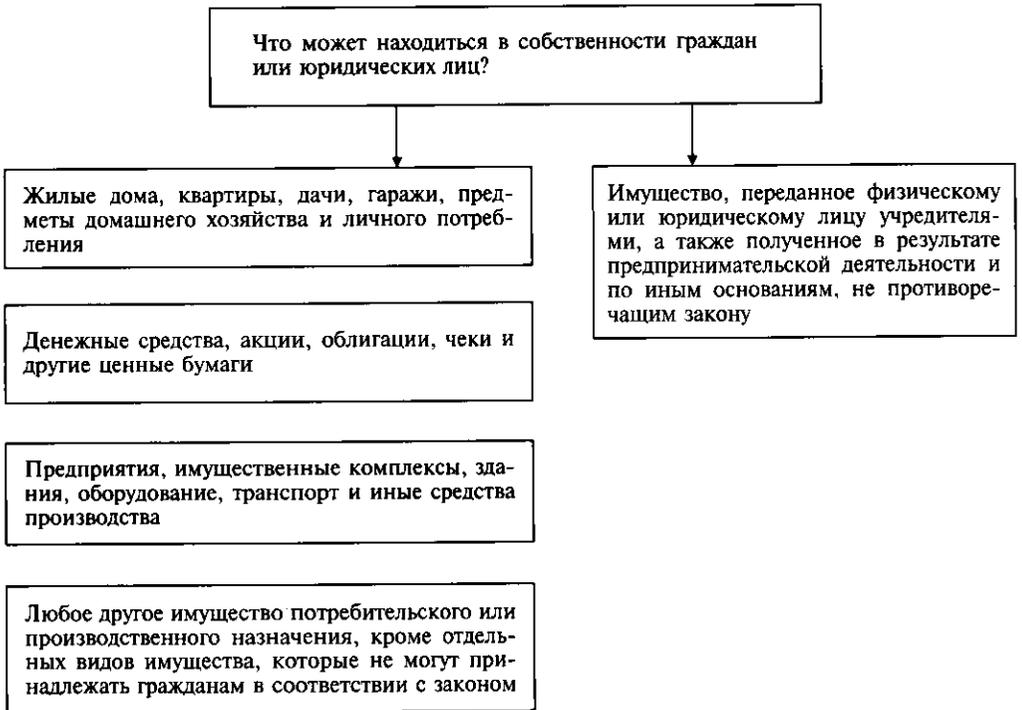 Что может находиться в собственности граждан
или юридических лиц?
Жилые дома, квартиры, дачи, гаражи, пред-
меты домашнего хозяйства и личного потреб-
ления
Денежные средства, акции, облигации, чеки и
другие ценные бумаги
Предприятия, имущественные комплексы, зда-
ния, оборудование, транспорт и иные средства
производства
Любое другое имущество потребительского или
производственного назначения, кроме отдель-
ных видов имущества, которые не могут при-
надлежать гражданам в соответствии с законом
Имущество, переданное физическому
или юридическому лицу учредителя-
ми, а также полученное в результате
предпринимательской деятельности и
по иным основаниям, не противоре-
чащим закону